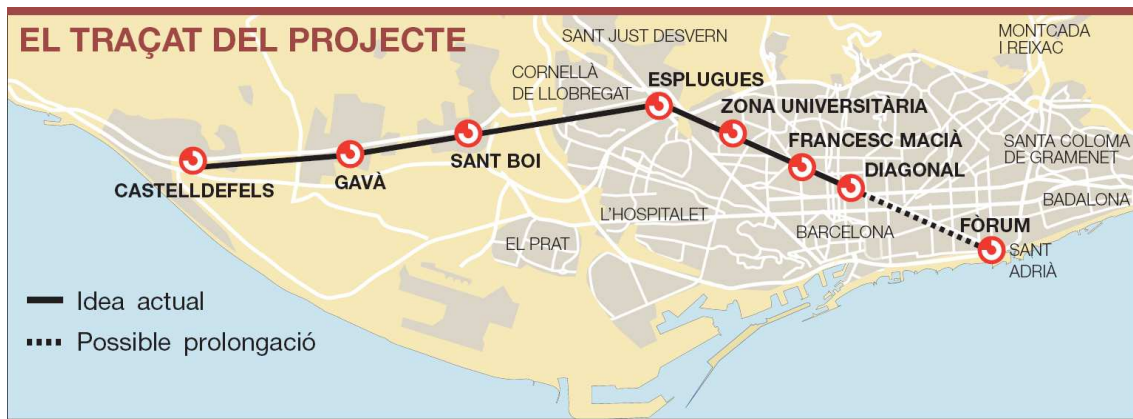 EL TRAÇAT DEL PROJECTE
SANT JUST DESVERN
MONTCADA
I REIXAC
CORNELLÀ
DE LLOBREGAT
ESPLUGUES
ZONA UNIVERSITÀRIA
FRANCESC MACIÀ
DIAGONAL
SANTA COLOMA
DE GRAMENET
SANT BOI
GAVÀ
CASTELLDEFELS
BADALONA
L'HOSPITALET
BARCELONA
FÒRUM
EL PRAT
SANT
ADRIÀ
Idea actual
Possible prolongació